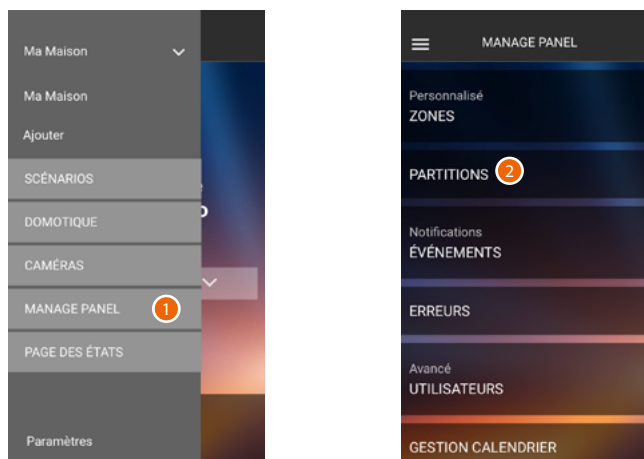 Ma Maison
Ma Maison
Ajouter
SCÉNARIOS
DOMOTIQUE
CAMÉRAS
MANAGE PANEL 1
PAGE DES ÉTATS
Paramètres
MANAGE PANEL
Personnalisé
ZONES
PARTITIONS 2
Notifications
ÉVÉNEMENTS
ERREURS
Avancé
UTILISATEURS
GESTION CALENDRIER